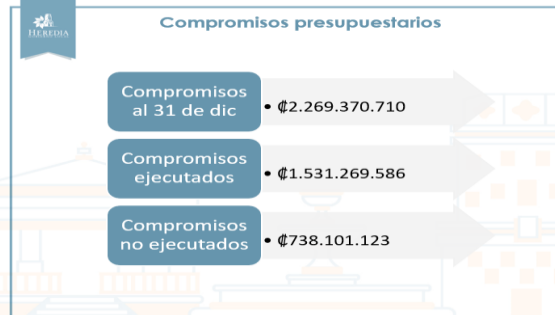 HEREDIA
Compromisos presupuestarios
Compromisos
al 31 de dic
• ₡2.269.370.710
Compromisos
ejecutados
• ₡1.531.269.586
Compromisos
no ejecutados
• ₡738.101.123